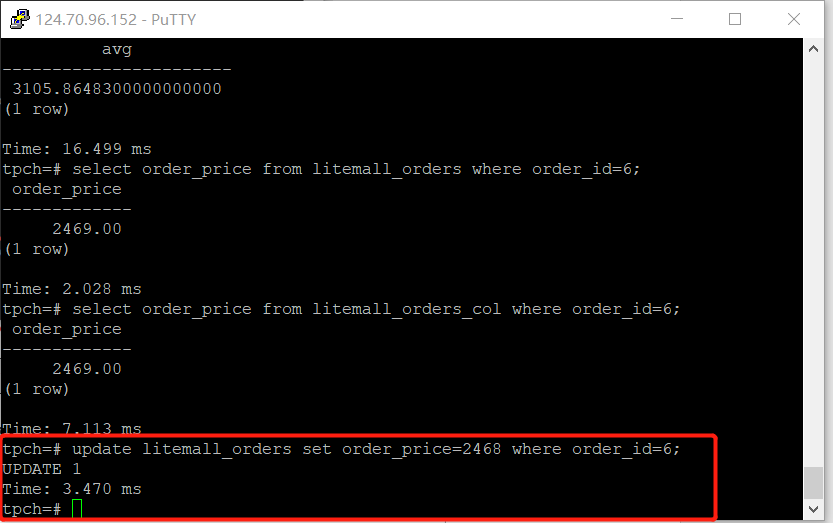 124.70.96.152 - PuTTY
avg
-----------------------
3105.8648300000000000
(1 row)
Time: 16.499 ms
tpch=# select order_price from litemall_orders where order_id=6;
order_price
-------------
2469.00
(1 row)
Time: 2.028 ms
tpch=# select order_price from litemall_orders_col where order_id=6;
order_price
-------------
2469.00
(1 row)
Time: 7.113 ms
tpch=# update litemall_orders set order_price=2468 where order_id=6;
UPDATE 1
Time: 3.470 ms
tpch=#